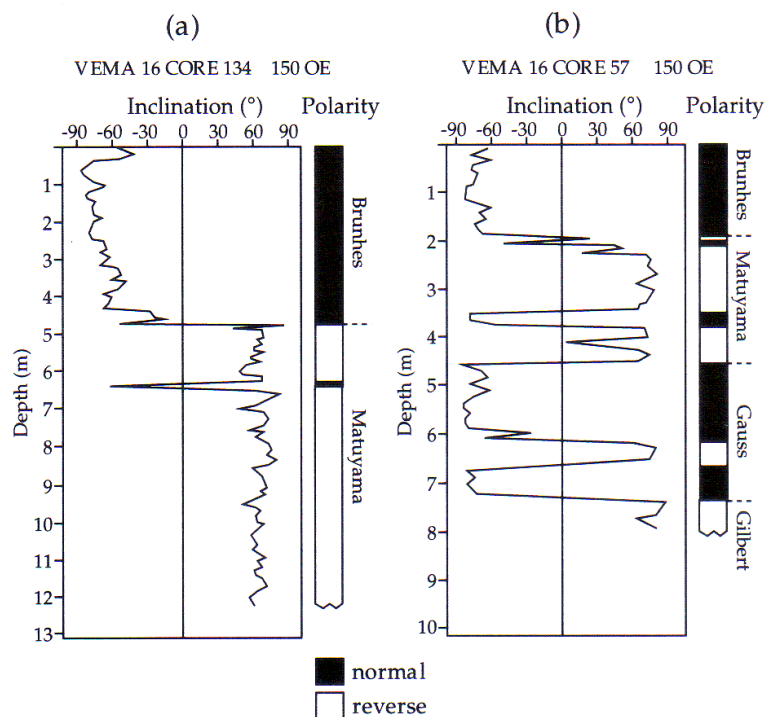 (a)
VEMA 16 CORE 134 150 OE
Inclination (°) Polarity
-90 -60 -30 0 30 60 90
1
2
3
4
5
6
7
8
9
10
11
12
13
Depth (m)
Brunhes
Matuyama
(b)
VEMA 16 CORE 57 150 OE
Inclination (°) Polarity
-90 -60 -30 0 30 60 90
1
2
3
4
5
6
7
8
9
10
Depth (m)
Brunhes
Matuyama
Gauss
Gilbert
normal
reverse